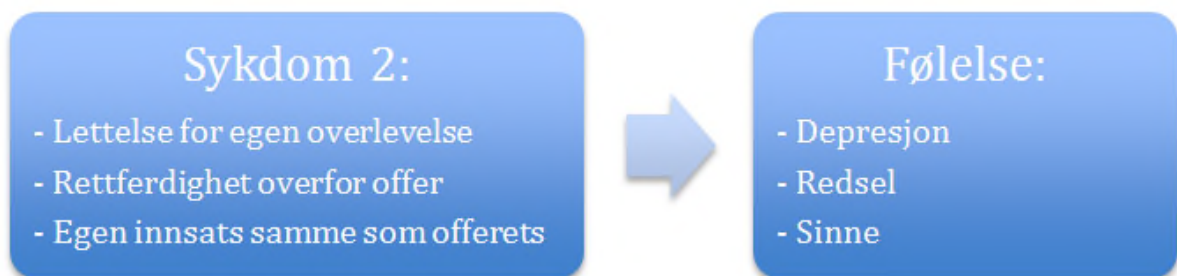 Sykdom 2:
- Lettelse for egen overlevelse
- Rettferdighet overfor offer
- Egen innsats samme som offerets
Følelse:
- Depresjon
- Redsel
- Sinne